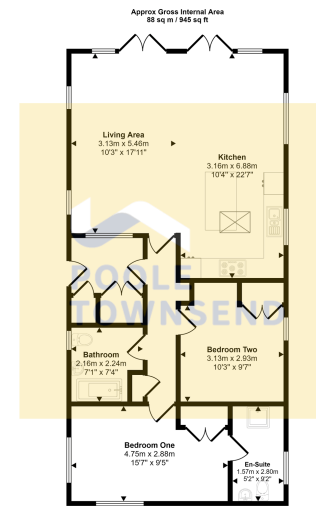 Approx Gross Internal Area
88 sq m / 945 sq ft
Living Area
3.13m x 5.46m
10'3" x 17'11"
Kitchen
3.16m x 6.88m
10'4" x 22'7"
POOLE
TOWNSEND
Bathroom
2.16m x 2.24m
7'1" x 7'4"
Bedroom Two
3.13m x 2.93m
10'3" x 9'7"
Bedroom One
4.75m x 2.88m
15'7" x 9'5"
En-Suite
1.57m x 2.80m
5'2" x 9'2"